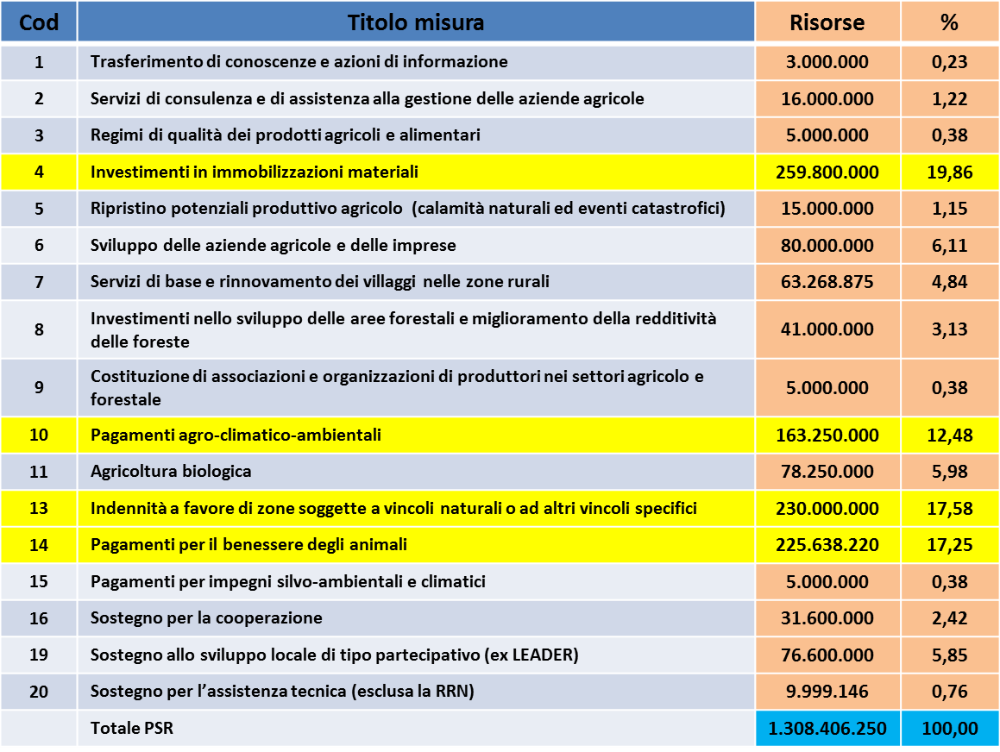 Cod Titolo misura Risorse %
1 Trasferimento di conoscenze e azioni di informazione 3.000.000 0,23
2 Servizi di consulenza e di assistenza alla gestione delle aziende agricole 16.000.000 1,22
3 Regimi di qualità dei prodotti agricoli e alimentari 5.000.000 0,38
4 Investimenti in immobilizzazioni materiali 259.800.000 19,86
5 Ripristino potenziali produttivo agricolo (calamità naturali ed eventi catastrofici) 15.000.000 1,15
6 Sviluppo delle aziende agricole e delle imprese 80.000.000 6,11
7 Servizi di base e rinnovamento dei villaggi nelle zone rurali 63.268.875 4,84
8 Investimenti nello sviluppo delle aree forestali e miglioramento della redditività
delle foreste 41.000.000 3,13
9 Costituzione di associazioni e organizzazioni di produttori nei settori agricolo e
forestale 5.000.000 0,38
10 Pagamenti agro-climatico-ambientali 163.250.000 12,48
11 Agricoltura biologica 78.250.000 5,98
13 Indennità a favore di zone soggette a vincoli naturali o ad altri vincoli specifici 230.000.000 17,58
14 Pagamenti per il benessere degli animali 225.638.220 17,25
15 Pagamenti per impegni silvo-ambientali e climatici 5.000.000 0,38
16 Sostegno per la cooperazione 31.600.000 2,42
19 Sostegno allo sviluppo locale di tipo partecipativo (ex LEADER) 76.600.000 5,85
20 Sostegno per l'assistenza tecnica (esclusa la RRN) 9.999.146 0,76
Totale PSR 1.308.406.250 100,00